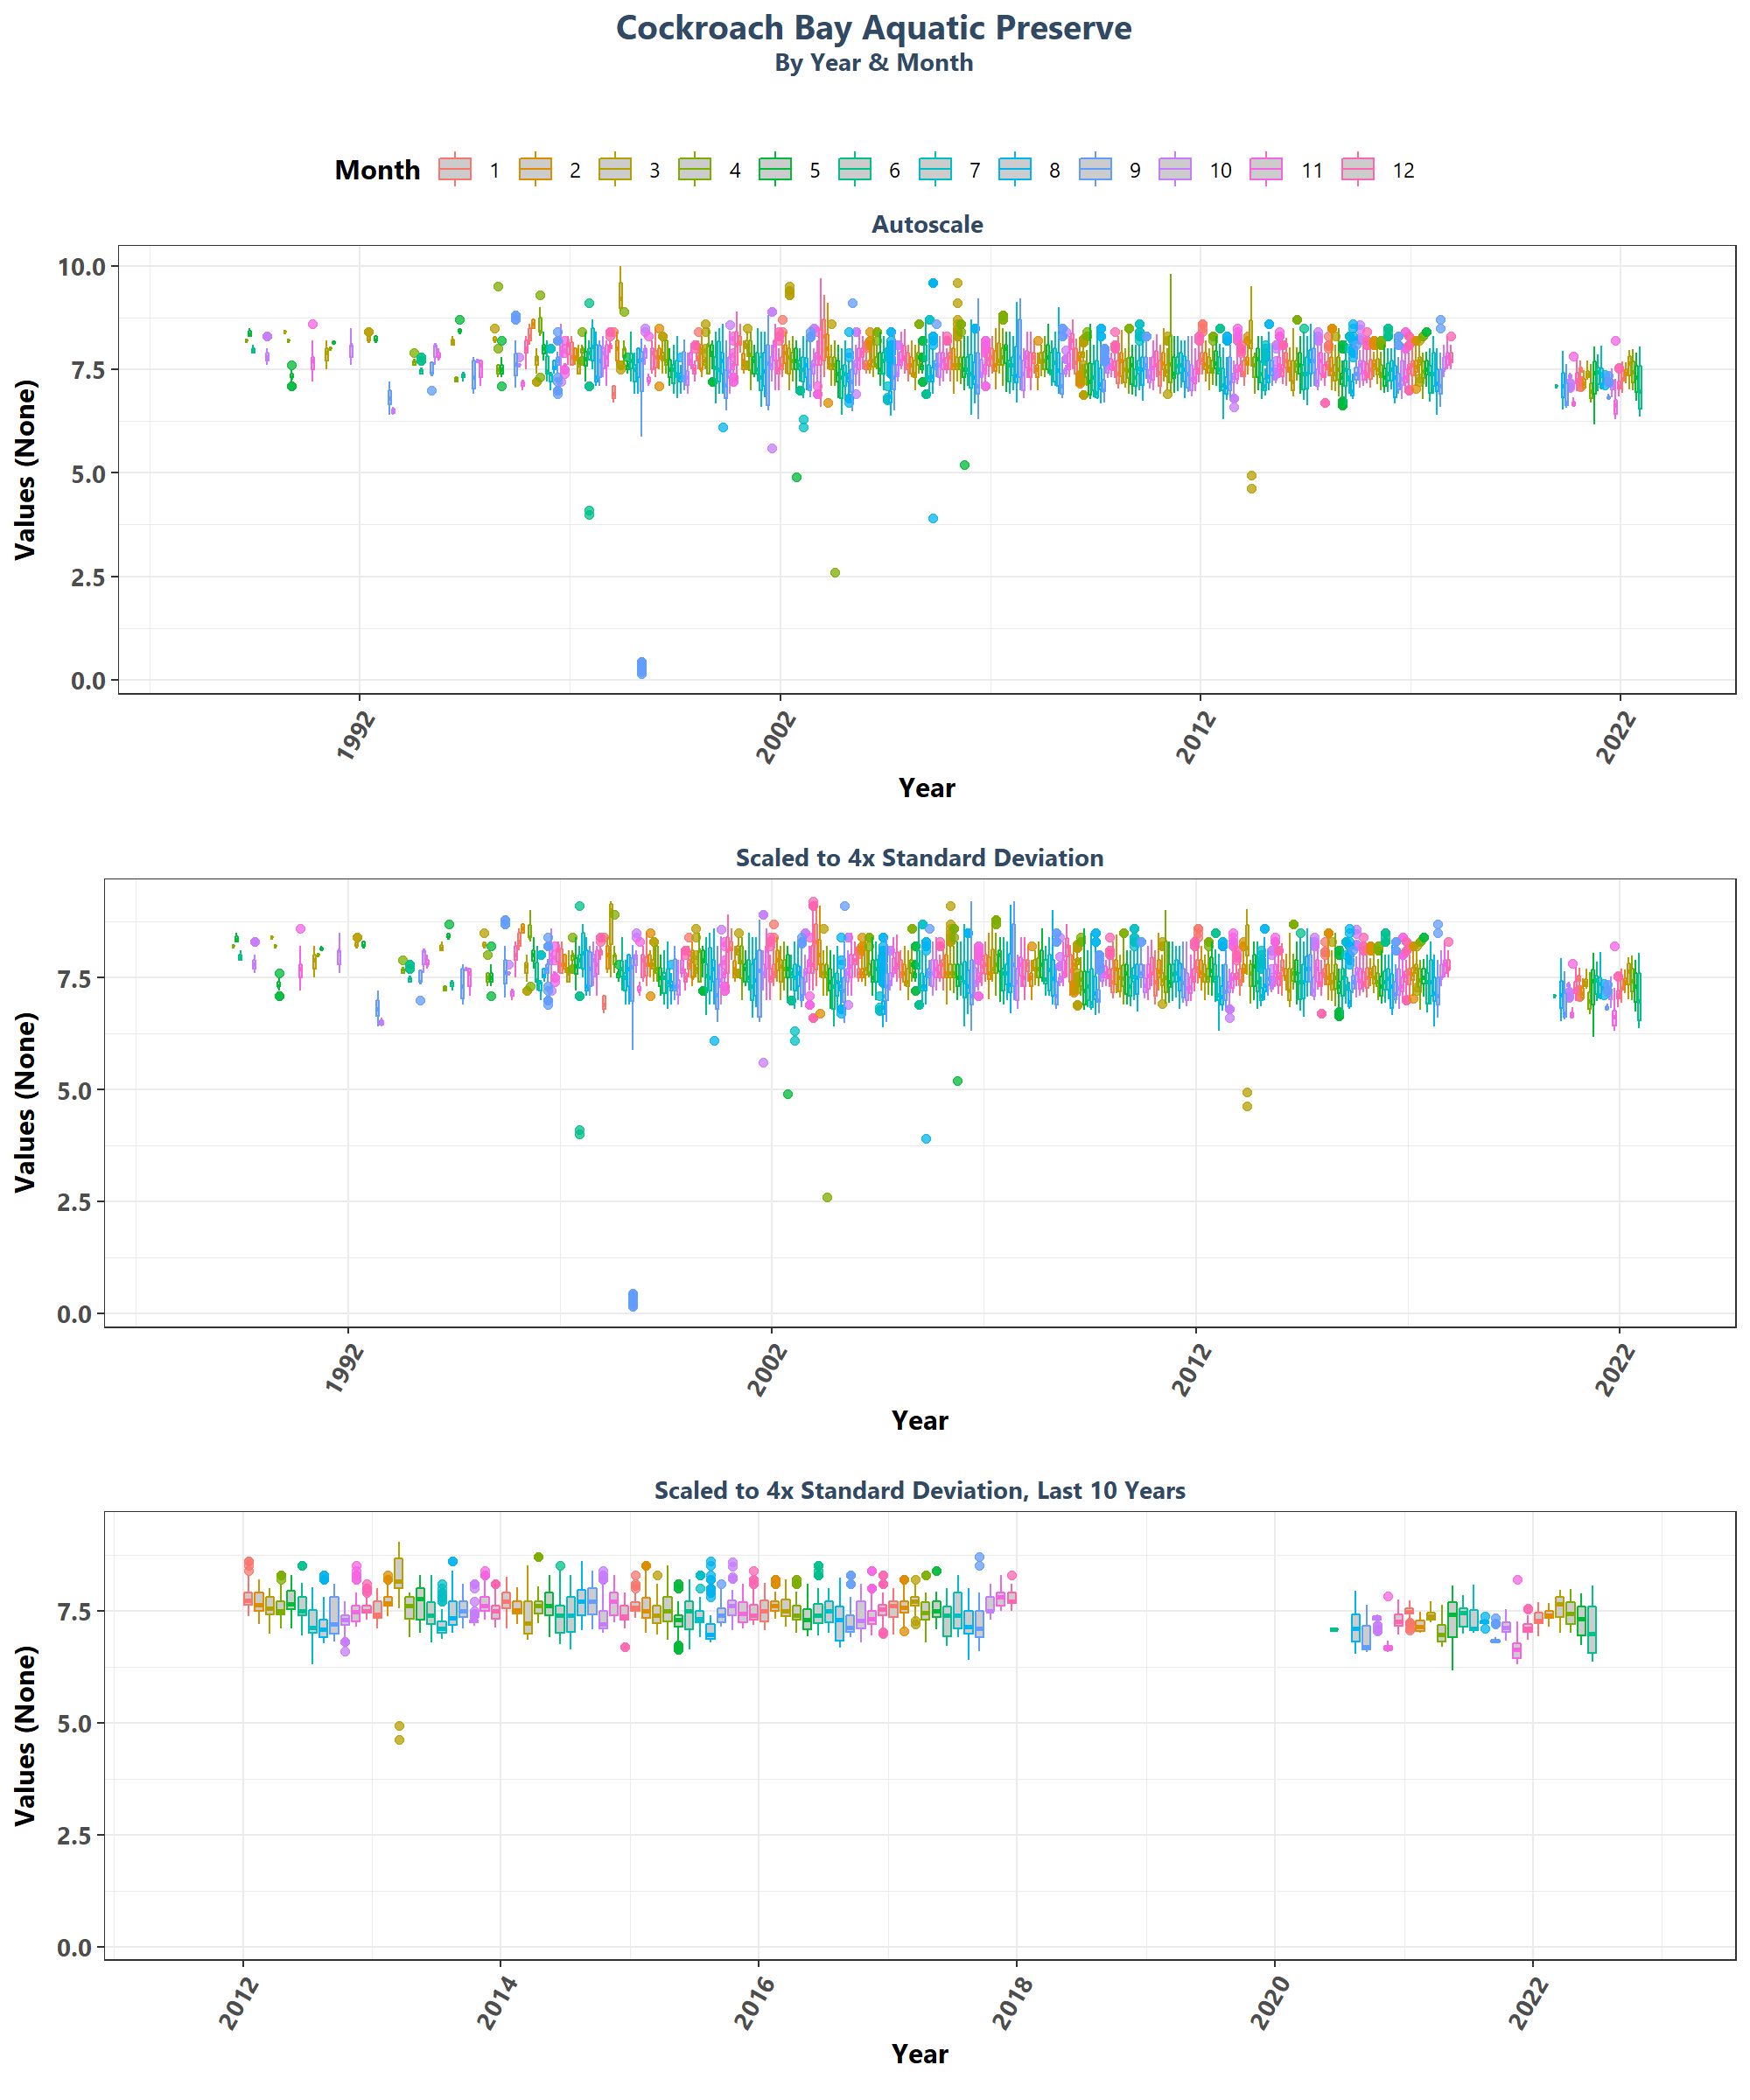 Cockroach Bay Aquatic Preserve
By Year & Month
Month 1 2 3 4 5 6 7 8 9 10 11 12
Autoscale
Values (None)
10.0
7.5
5.0
2.5
0.0
1992 2002 2012 2022
Year
Scaled to 4x Standard Deviation
Values (None)
7.5
5.0
2.5
0.0
1992 2002 2012 2022
Year
Scaled to 4x Standard Deviation, Last 10 Years
Values (None)
7.5
5.0
2.5
0.0
2012 2014 2016 2018 2020 2022
Year